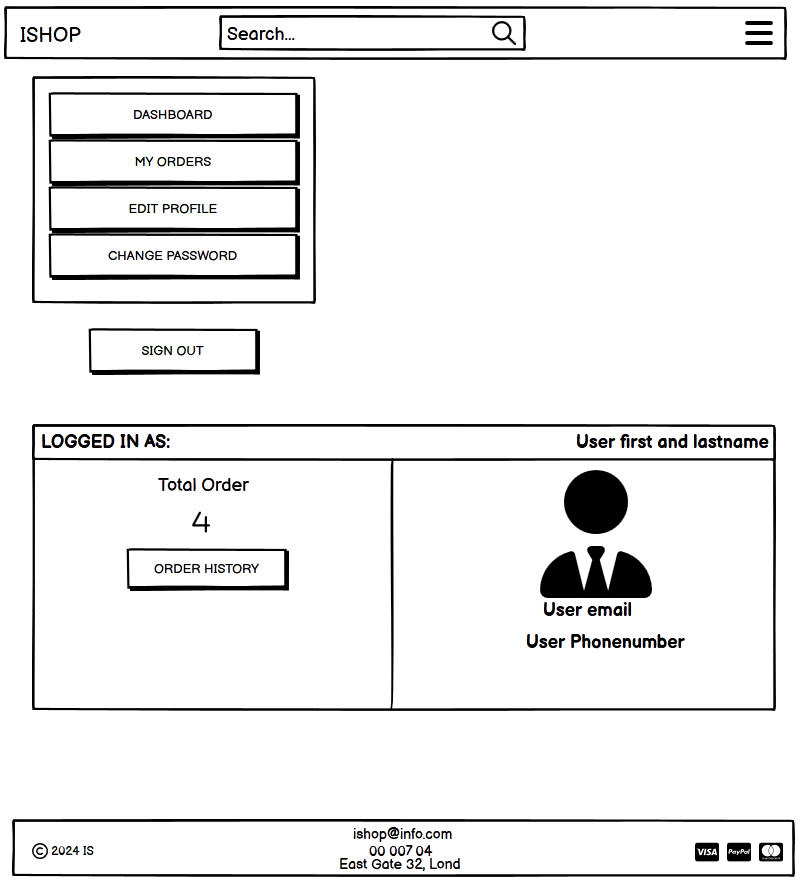 ISHOP
Search...
DASHBOARD
MY ORDERS
EDIT PROFILE
CHANGE PASSWORD
SIGN OUT
LOGGED IN AS: User first and lastname
Total Order
4
ORDER HISTORY
User email
User Phonenumber
ishop@info.com
© 2024 IS
00 007 04
East Gate 32, Lond
VISA PayPal